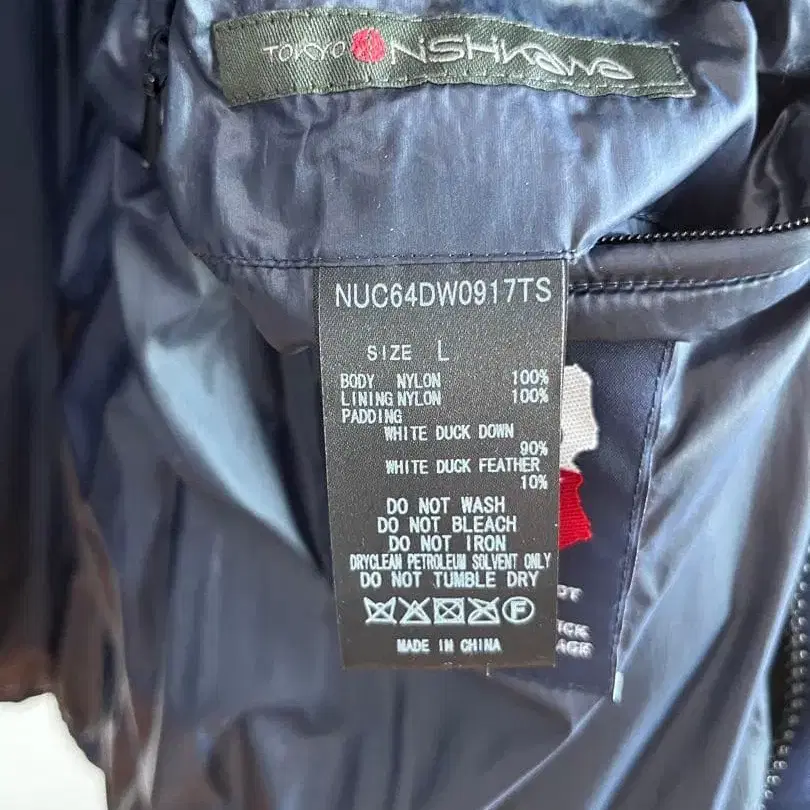 TOKYO NISHKawa
NUC64DW0917TS
SIZE L
BODY NYLON 100%
LINING NYLON 100%
PADDING
WHITE DUCK DOWN
90%
WHITE DUCK FEATHER
10%
DO NOT WASH
DO NOT BLEACH
DO NOT IRON
DRYCLEAN PETROLEUM SOLVENT ONLY
DO NOT TUMBLE DRY
F
MADE IN CHINA